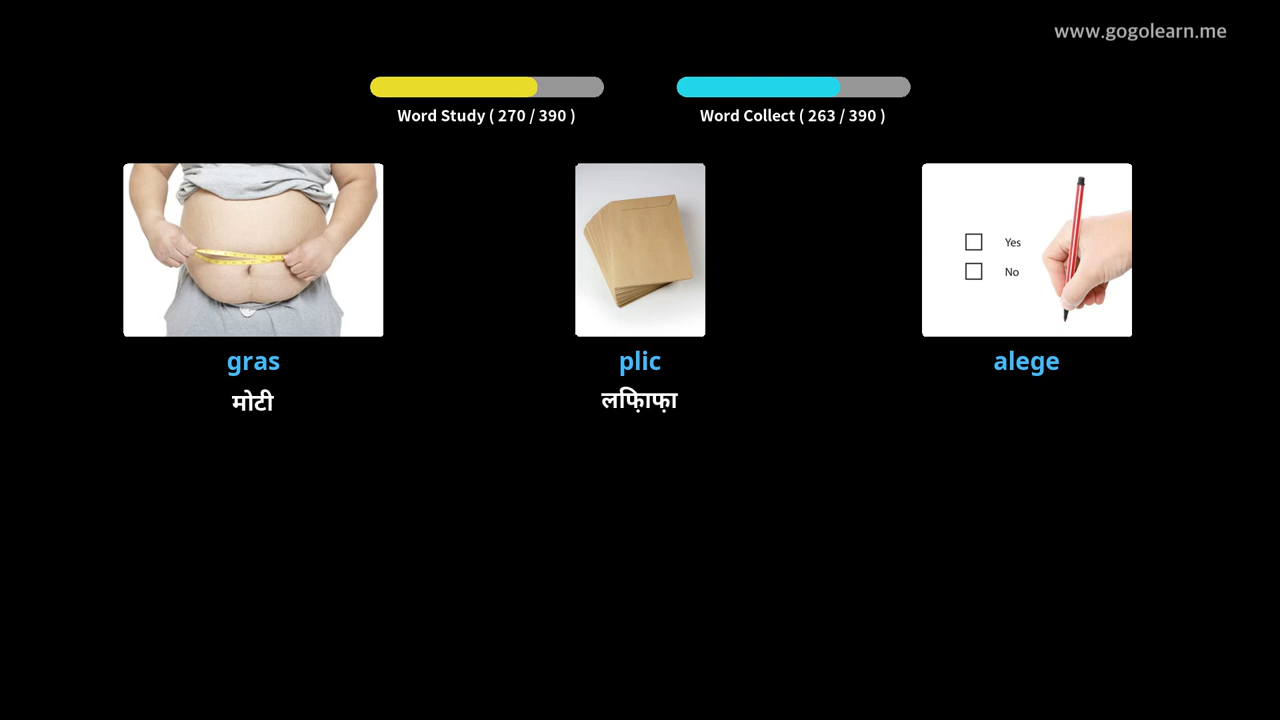 www.gogolearn.me
Word Study ( 270 / 390 )
Word Collect ( 263 / 390 )
Yes
No
gras
plic
alege
मोटी
लफ़ािफ़ा